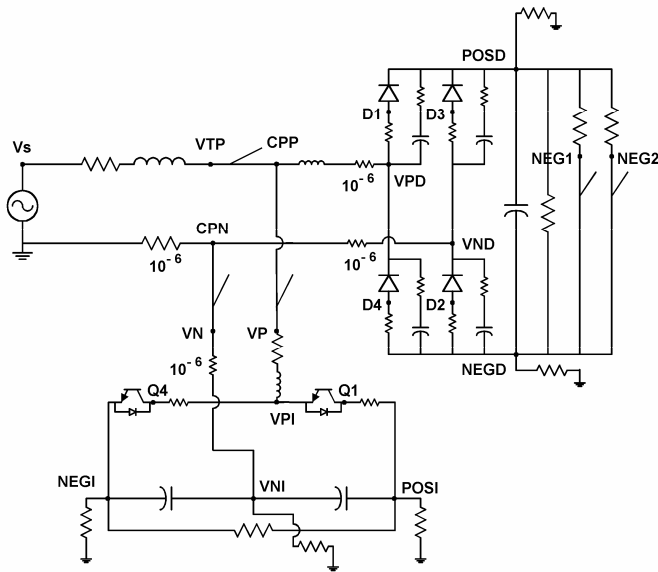 POSD
D1
D3
Vs
VTP
CPP
NEG1
NEG2
10⁻⁶
VPD
CPN
VND
10⁻⁶
10⁻⁶
D4
D2
VN
VP
NEGD
10⁻⁶
Q4
Q1
VPI
NEGI
VNI
POSI